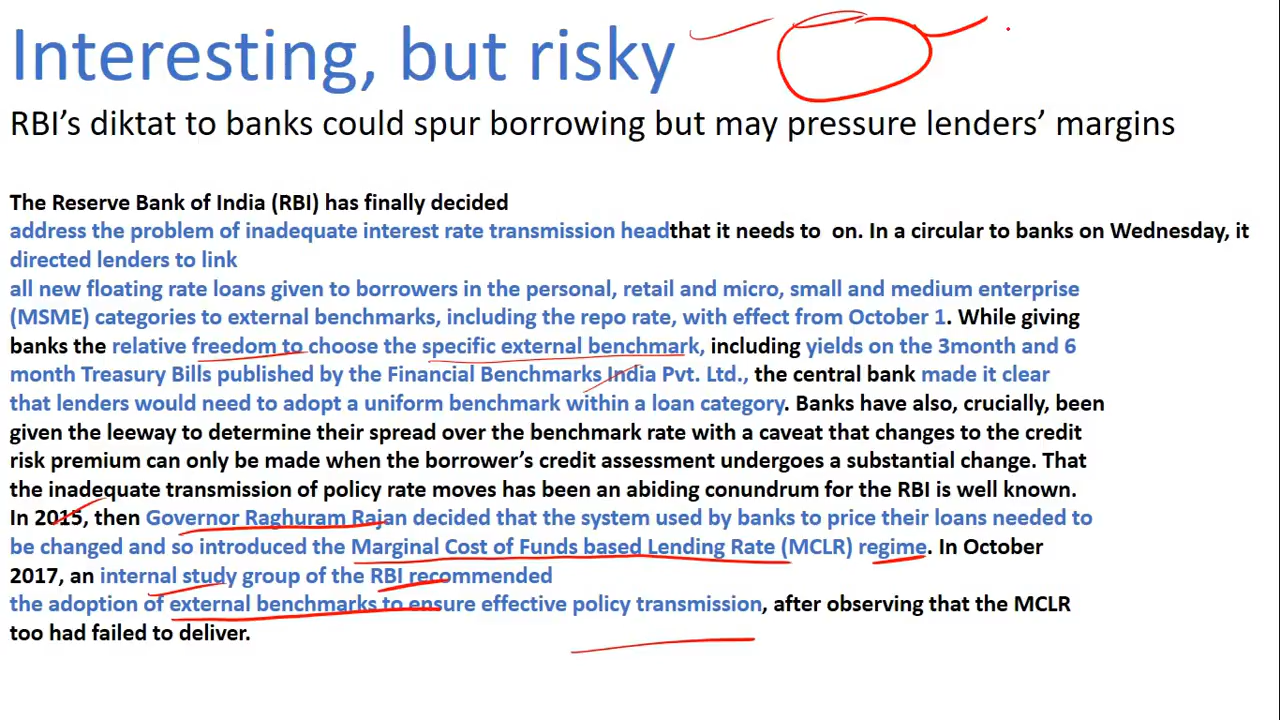 Interesting, but risky
RBI’s diktat to banks could spur borrowing but may pressure lenders’ margins
The Reserve Bank of India (RBI) has finally decided
address the problem of inadequate interest rate transmission headthat it needs to on. In a circular to banks on Wednesday, it
directed lenders to link
all new floating rate loans given to borrowers in the personal, retail and micro, small and medium enterprise
(MSME) categories to external benchmarks, including the repo rate, with effect from October 1. While giving
banks the relative freedom to choose the specific external benchmark, including yields on the 3month and 6
month Treasury Bills published by the Financial Benchmarks India Pvt. Ltd., the central bank made it clear
that lenders would need to adopt a uniform benchmark within a loan category. Banks have also, crucially, been
given the leeway to determine their spread over the benchmark rate with a caveat that changes to the credit
risk premium can only be made when the borrower’s credit assessment undergoes a substantial change. That
the inadequate transmission of policy rate moves has been an abiding conundrum for the RBI is well known.
In 2015, then Governor Raghuram Rajan decided that the system used by banks to price their loans needed to
be changed and so introduced the Marginal Cost of Funds based Lending Rate (MCLR) regime. In October
2017, an internal study group of the RBI recommended
the adoption of external benchmarks to ensure effective policy transmission, after observing that the MCLR
too had failed to deliver.